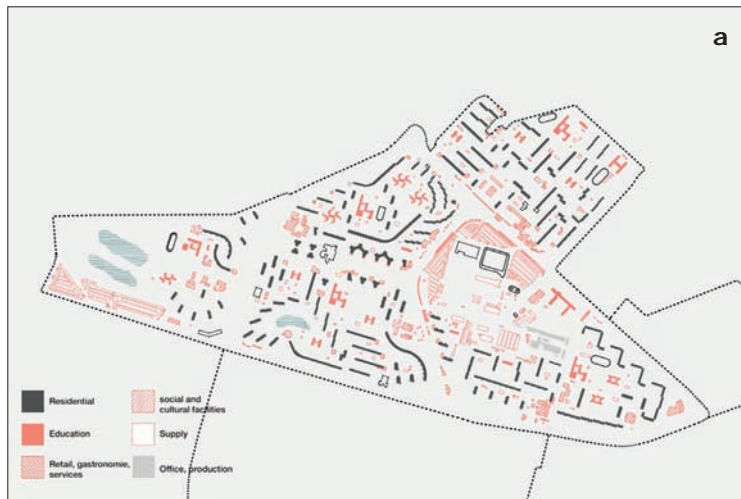 a
Residential
Education
Retail, gastronomie,
services
social and
cultural facilities
Supply
Office, production